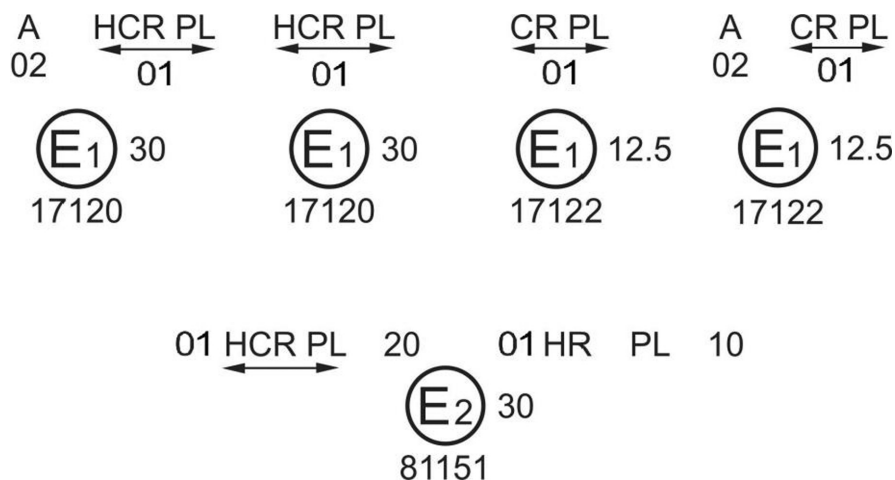 A HCR PL HCR PL CR PL A CR PL
02 01 01 01 02 01
E1 30 E1 30 E1 12.5 E1 12.5
17120 17120 17122 17122
01 HCR PL 20 01 HR PL 10
E2 30
81151